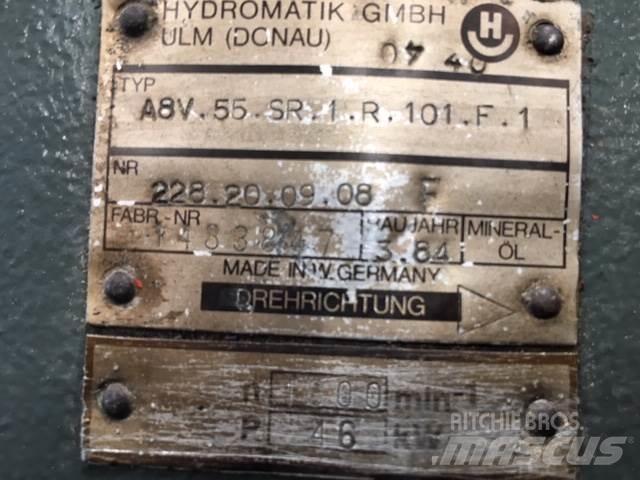 HYDROMATIK GMBH
ULM (DONAU)
H
TYP
A8V.55.SR.1.R.101.F.1
NR
228.20.09.08 F
FABR.-NR
BAUJAHR
3.84
MINERAL-
ÖL
MADE IN W. GERMANY
DREHRICHTUNG
n
min-1
P 46 kW
RITCHIE BROS.
MASCUS